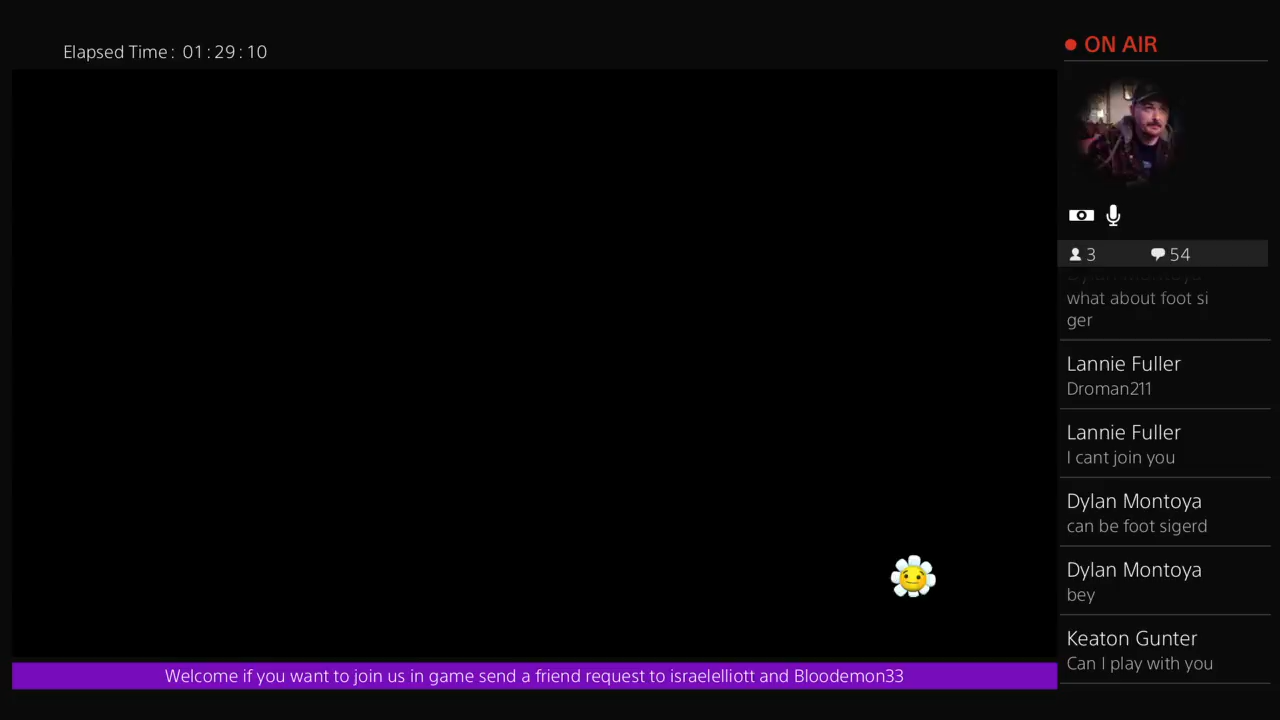 Elapsed Time: 01:29:10
ON AIR
3 54
what about foot si
ger
Lannie Fuller
Droman211
Lannie Fuller
I cant join you
Dylan Montoya
can be foot sigerd
Dylan Montoya
bey
Keaton Gunter
Can I play with you
Welcome if you want to join us in game send a friend request to israelelliott and Bloodemon33